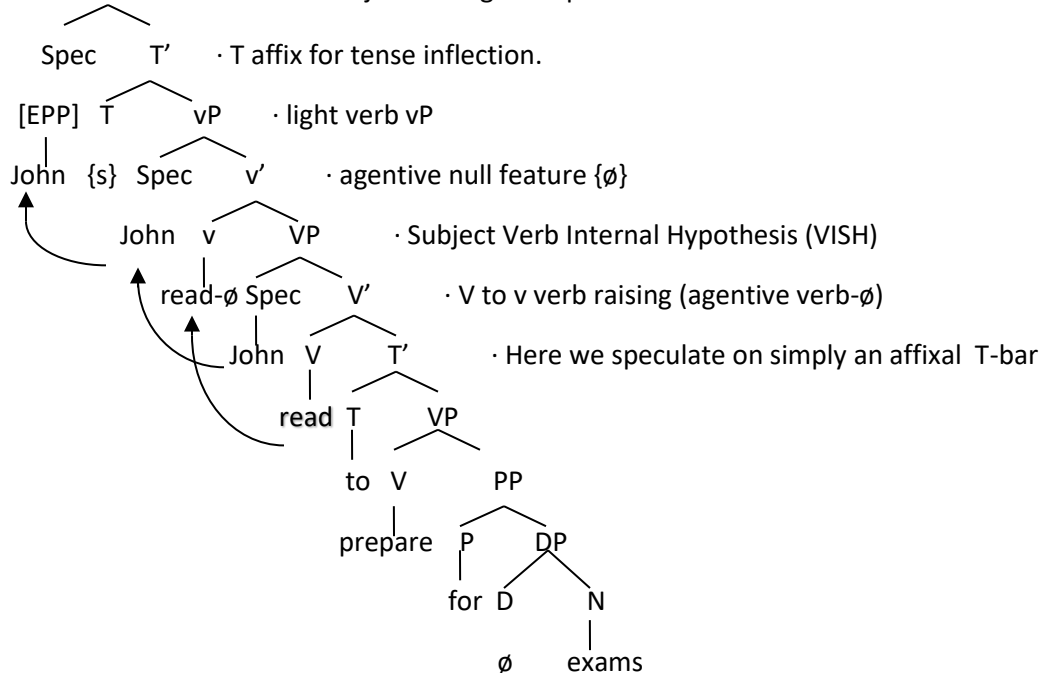 Spec T’ · T affix for tense inflection.
[EPP] T vP · light verb vP
John {s} Spec v’ · agentive null feature {ø}
John v VP · Subject Verb Internal Hypothesis (VISH)
read-ø Spec V’ · V to v verb raising (agentive verb-ø)
John V T’ · Here we speculate on simply an affixal T-bar
read T VP
to V PP
prepare P DP
for D N
ø exams